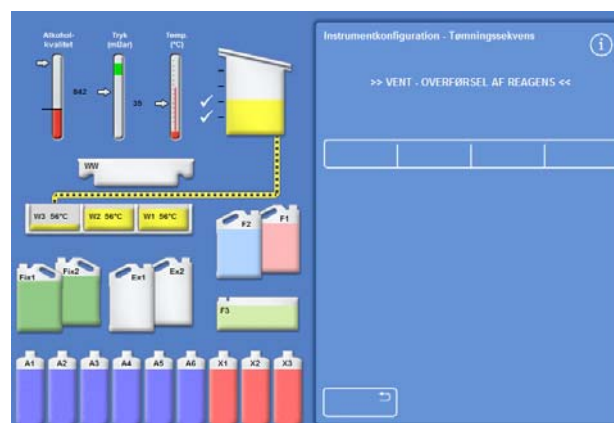 Alkohol-
kvalitet
Tryk
(mBar)
Temp.
(°C)
842
35
WW
W3 56°C
W2 56°C
W1 56°C
F2
F1
Fix1
Fix2
Ex1
Ex2
F3
A1
A2
A3
A4
A5
A6
X1
X2
X3
Instrumentkonfiguration - Tømningssekvens
i
>> VENT - OVERFØRSEL AF REAGENS <<